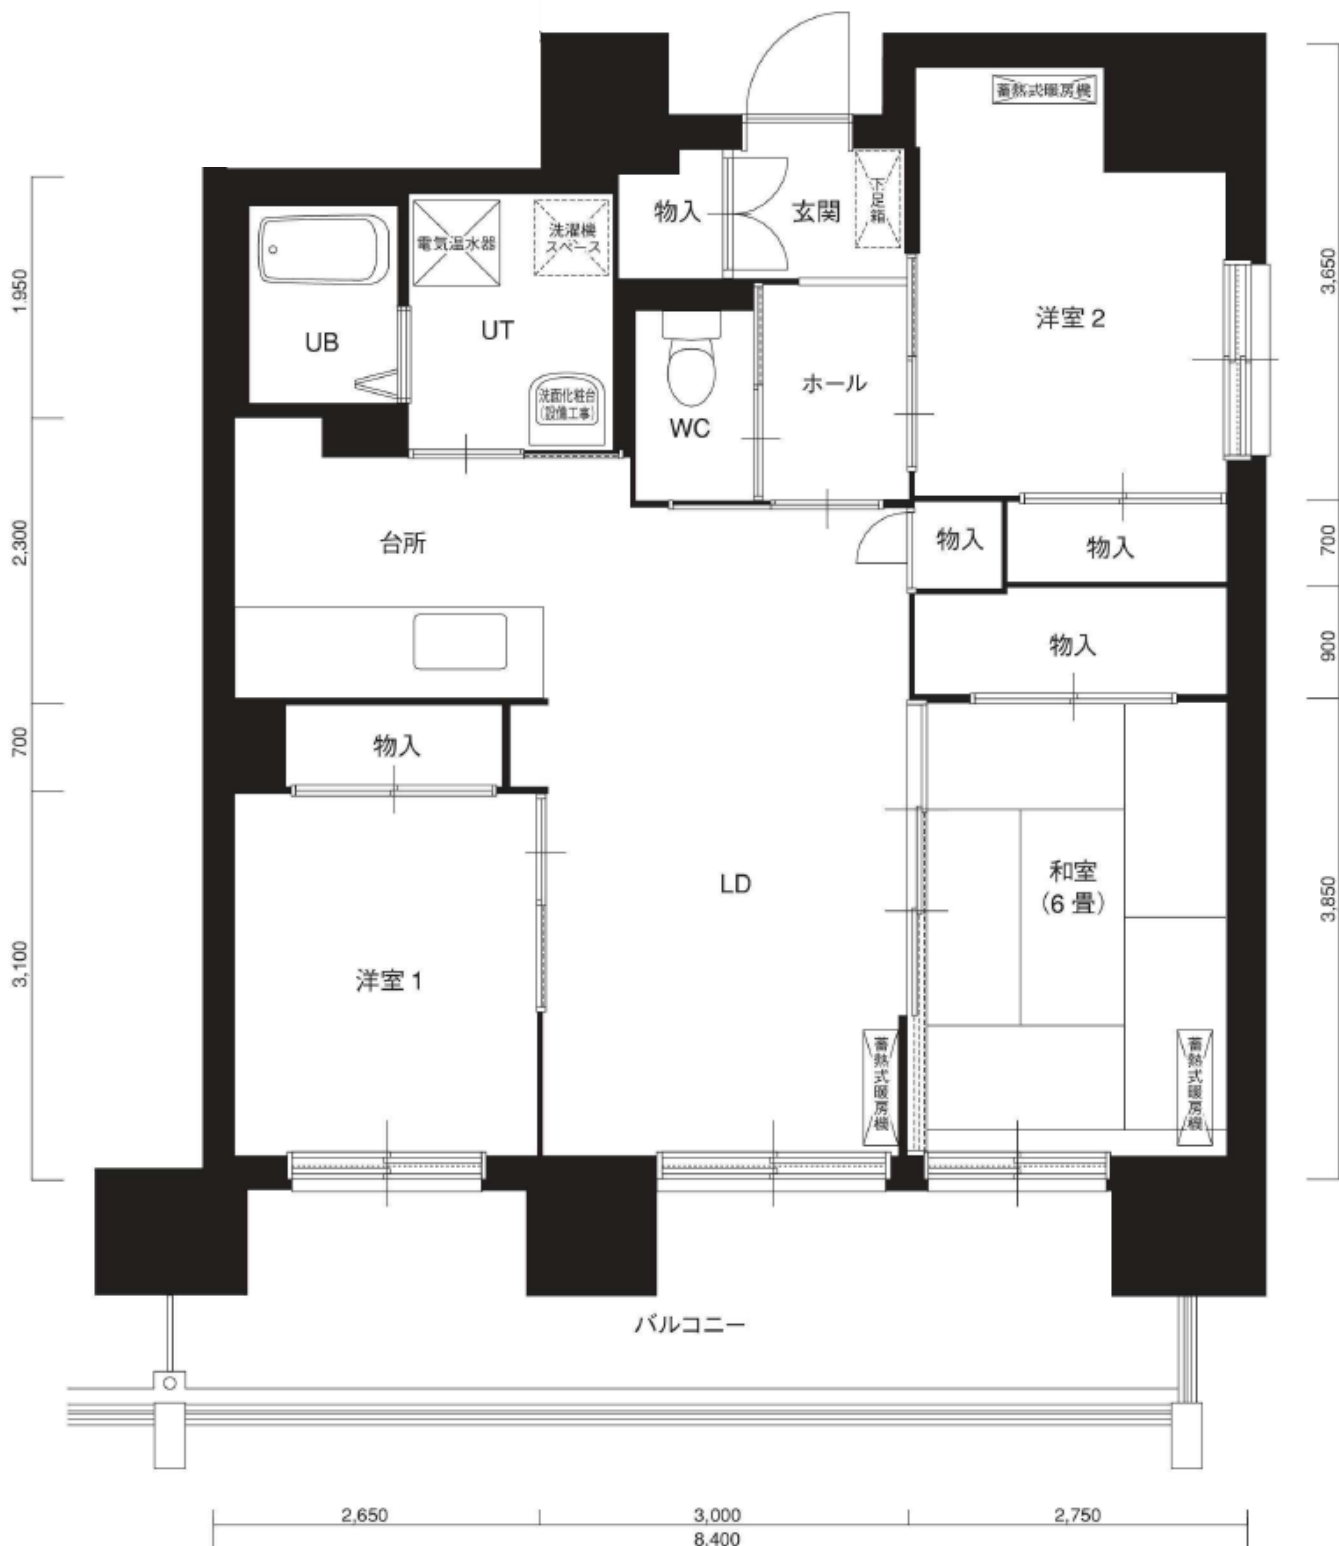 蓄熱式暖房機
物入
玄関
下足箱
電気温水器
洗濯機
スペース
UB
UT
洗面化粧台
(設備工事)
WC
ホール
洋室 2
台所
物入
物入
物入
物入
LD
和室
(6 畳)
洋室 1
蓄熱式暖房機
蓄熱式暖房機
バルコニー
1.950
2,300
700
3,100
3,650
700
900
3,850
2,650
3,000
2,750
8,400